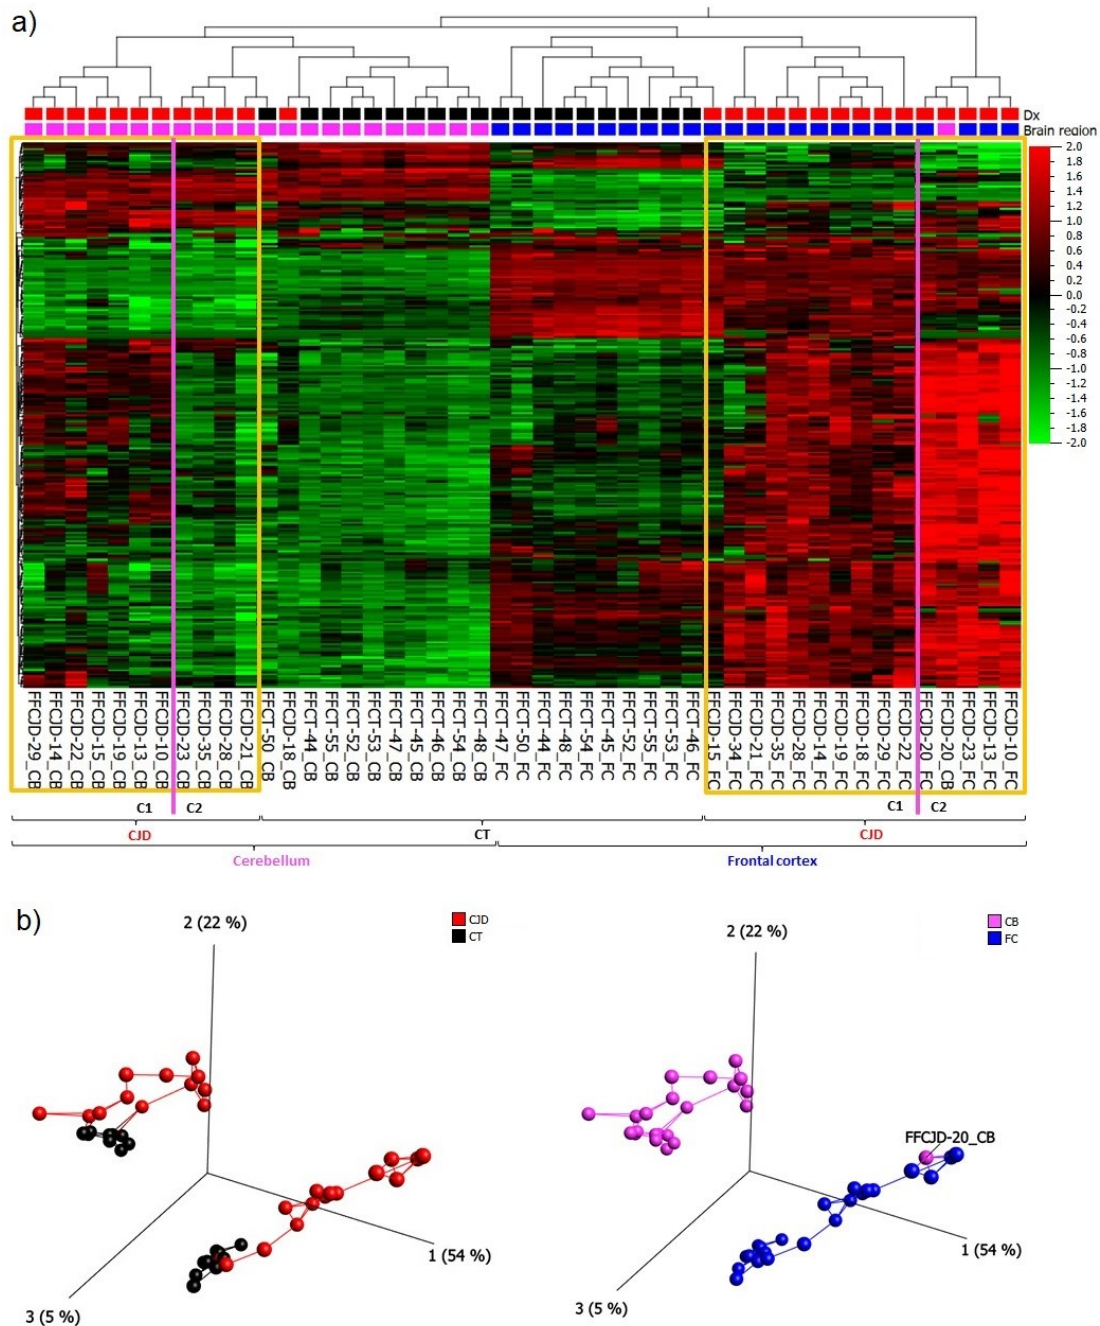 a)
Dx
Brain region
2.0
1.8
1.6
1.4
1.2
1.0
0.8
0.6
0.4
0.2
0.0
-0.2
-0.4
-0.6
-0.8
-1.0
-1.2
-1.4
-1.6
-1.8
-2.0
FFCJD-29_CB
FFCJD-14_CB
FFCJD-22_CB
FFCJD-15_CB
FFCJD-19_CB
FFCJD-13_CB
FFCJD-10_CB
FFCJD-23_CB
FFCJD-35_CB
FFCJD-28_CB
FFCJD-21_CB
FFCT-50_CB
FFCJD-18_CB
FFCT-44_CB
FFCT-55_CB
FFCT-52_CB
FFCT-53_CB
FFCT-47_CB
FFCT-45_CB
FFCT-46_CB
FFCT-54_CB
FFCT-48_CB
FFCT-47_FC
FFCT-50_FC
FFCT-44_FC
FFCT-48_FC
FFCT-54_FC
FFCT-45_FC
FFCT-52_FC
FFCT-55_FC
FFCT-53_FC
FFCT-46_FC
FFCJD-15_FC
FFCJD-34_FC
FFCJD-21_FC
FFCJD-35_FC
FFCJD-28_FC
FFCJD-14_FC
FFCJD-19_FC
FFCJD-18_FC
FFCJD-29_FC
FFCJD-22_FC
FFCJD-20_FC
FFCJD-20_CB
FFCJD-23_FC
FFCJD-13_FC
FFCJD-10_FC
C1 C2 C1 C2
CJD CT CJD
Cerebellum Frontal cortex
b)
2 (22 %)
CJD
CT
1 (54 %)
3 (5 %)
2 (22 %)
CB
FC
FFCJD-20_CB
1 (54 %)
3 (5 %)